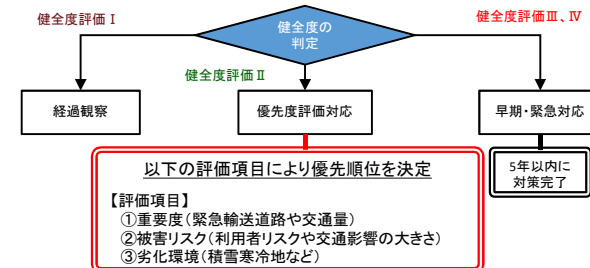 健全度評価Ⅰ
健全度の
判定
健全度評価Ⅲ、Ⅳ
健全度評価Ⅱ
経過観察
優先度評価対応
早期・緊急対応
以下の評価項目により優先順位を決定
【評価項目】
①重要度(緊急輸送道路や交通量)
②被害リスク(利用者リスクや交通影響の大きさ)
③劣化環境(積雪寒冷地など)
5年以内に
対策完了